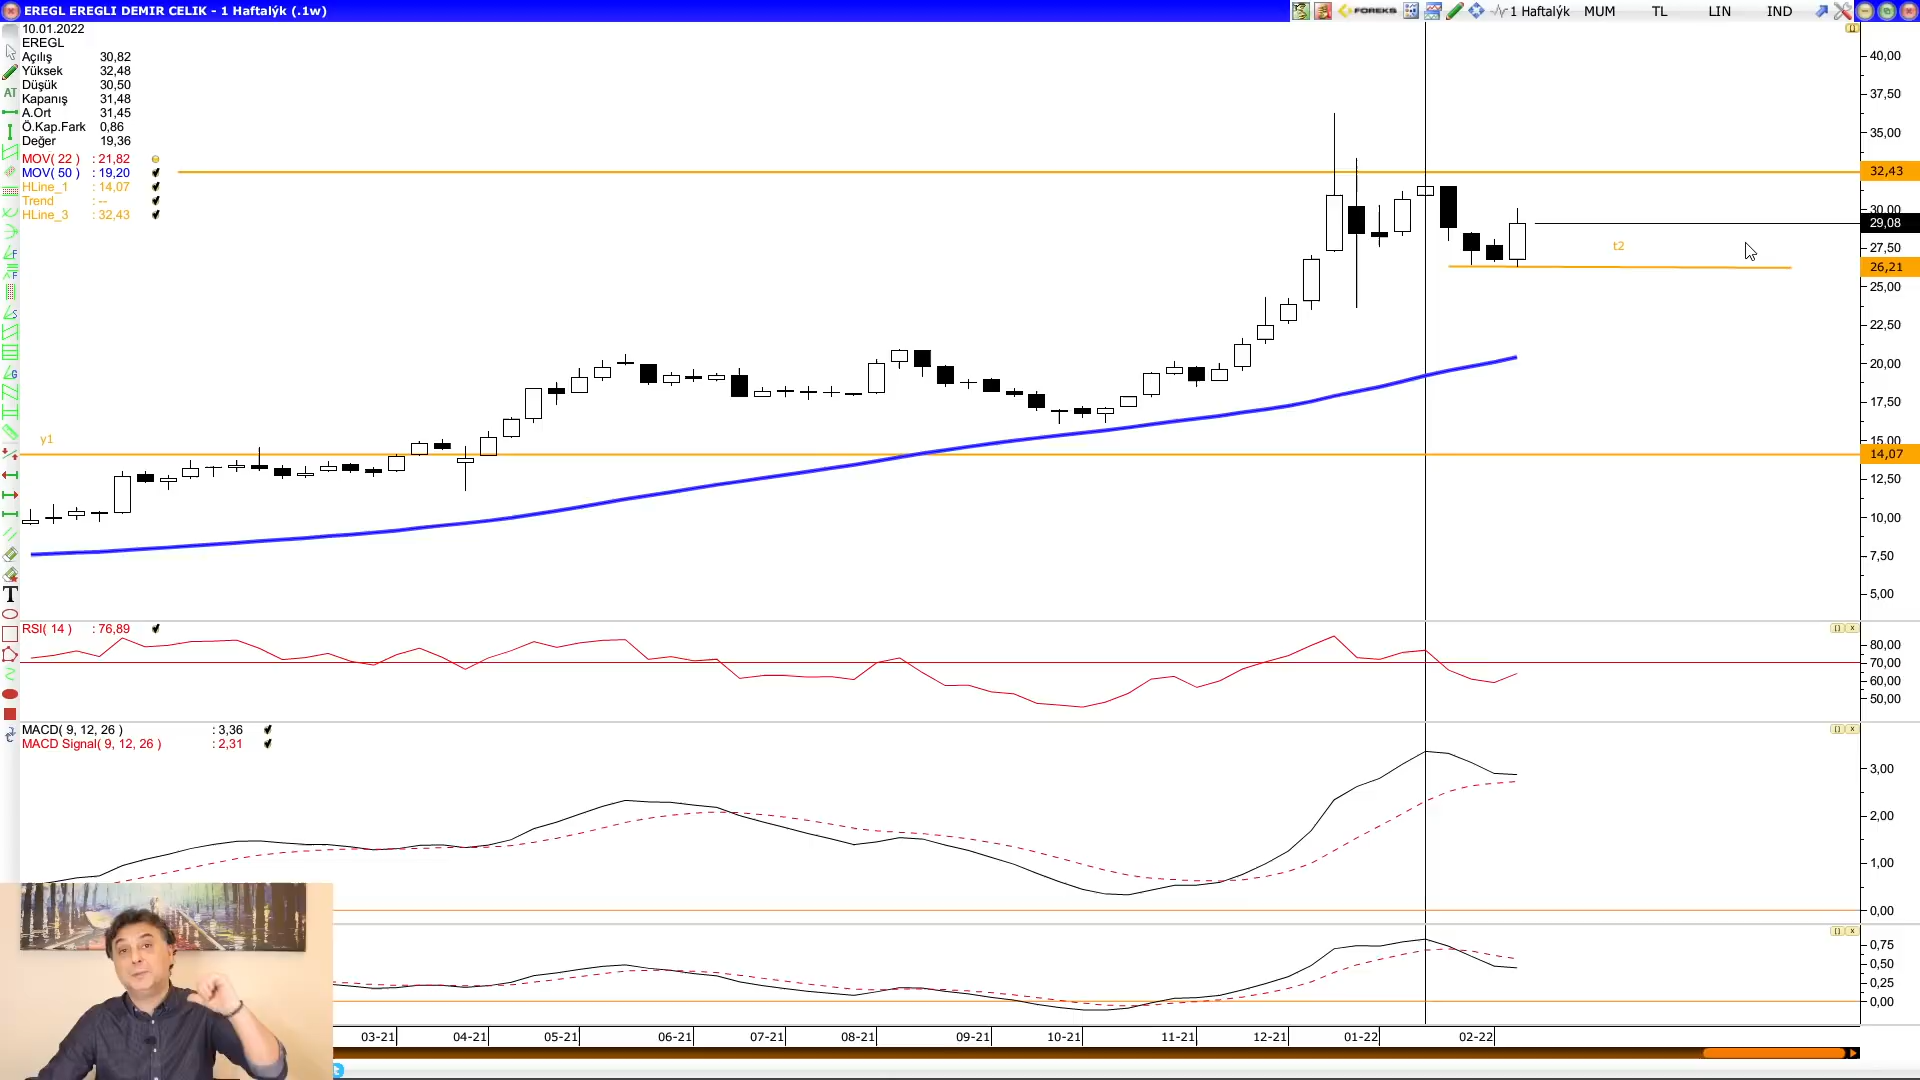 EREGL EREGLI DEMIR CELIK - 1 Haftalýk (.1w)
FOREKS
1 Haftalýk
MUM
TL
LIN
IND
10.01.2022
EREGL
Açılış 30,82
Yüksek 32,48
Düşük 30,50
Kapanış 31,48
A.Ort 31,45
Ö.Kap.Fark 0,86
Değer 19,36
MOV( 22 ) : 21,82
MOV( 50 ) : 19,20
HLine_1 : 14,07
Trend : --
HLine_3 : 32,43
AT
F
F
S
G
T
y1
t2
40,00
37,50
35,00
32,43
30,00
29,08
27,50
26,21
25,00
22,50
20,00
17,50
15,00
14,07
12,50
10,00
7,50
5,00
RSI( 14 ) : 76,89
80,00
70,00
60,00
50,00
MACD( 9, 12, 26 ) : 3,36
MACD Signal( 9, 12, 26 ) : 2,31
3,00
2,00
1,00
0,00
0,75
0,50
0,25
0,00
03-21
04-21
05-21
06-21
07-21
08-21
09-21
10-21
11-21
12-21
01-22
02-22